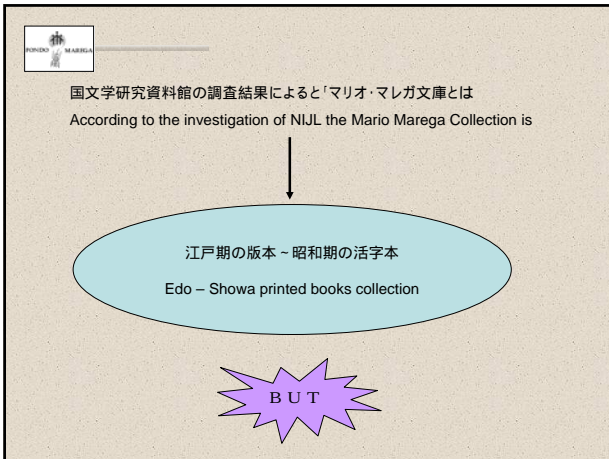 FONDO MAREGA
国文学研究資料館の調査結果によると「マリオ・マレガ文庫とは
According to the investigation of NIJL the Mario Marega Collection is
江戸期の版本~昭和期の活字本
Edo – Showa printed books collection
BUT